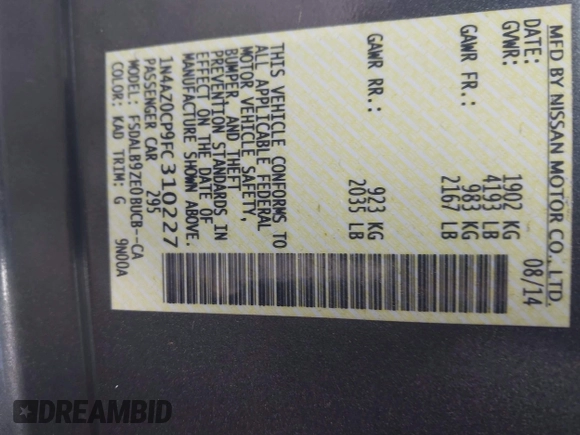 MFD BY NISSAN MOTOR CO., LTD.
DATE: 08/14
GVWR: 1902 KG
4193 LB
GAWR FR.: 983 KG
2167 LB
GAWR RR.: 923 KG
2035 LB
THIS VEHICLE CONFORMS TO
ALL APPLICABLE FEDERAL
MOTOR VEHICLE SAFETY,
BUMPER, AND THEFT
PREVENTION STANDARDS IN
EFFECT ON THE DATE OF
MANUFACTURE SHOWN ABOVE.
1N4AZ0CP9FC310227
PASSENGER CAR 295
MODEL: FSDALB9ZE0BUCB--CA
COLOR: KAD TRIM: G 9N00A
DREAMBID